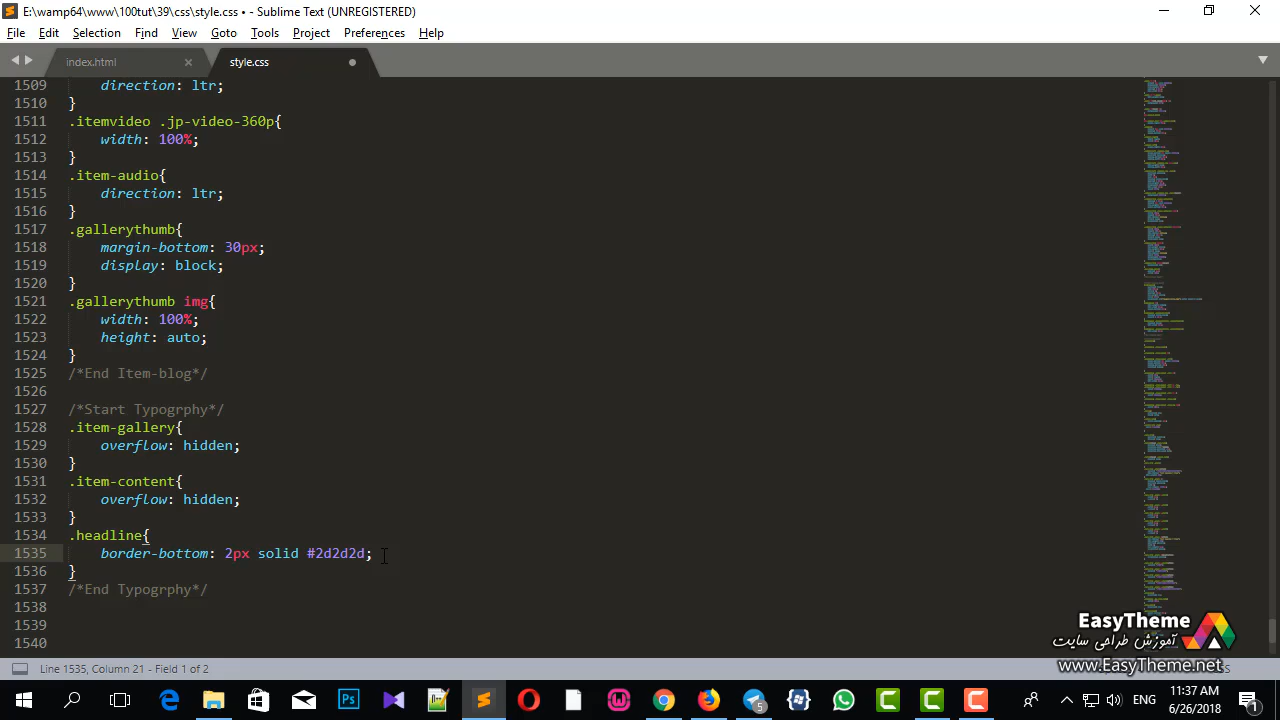 E:\wamp64\www\100tut\39\css\style.css • - Sublime Text (UNREGISTERED)
File Edit Selection Find View Goto Tools Project Preferences Help
index.html × style.css
1509 direction: ltr;
1510 }
1511 .itemvideo .jp-video-360p{
1512 width: 100%;
1513 }
1514 .item-audio{
1515 direction: ltr;
1516 }
1517 .gallerythumb{
1518 margin-bottom: 30px;
1519 display: block;
1520 }
1521 .gallerythumb img{
1522 width: 100%;
1523 height: auto;
1524 }
1525 /*End Item-blog*/
1526
1527 /*Start Typogrphy*/
1528 .item-gallery{
1529 overflow: hidden;
1530 }
1531 .item-content{
1532 overflow: hidden;
1533 }
1534 .headline{
1535 border-bottom: 2px solid #2d2d2d;
1536 }
1537 /*End Typogrphy*/
1538
1539
1540
EasyTheme
آموزش طراحی سایت
www.EasyTheme.net
Line 1535, Column 21 - Field 1 of 2
ENG
11:37 AM
6/26/2018
5
1